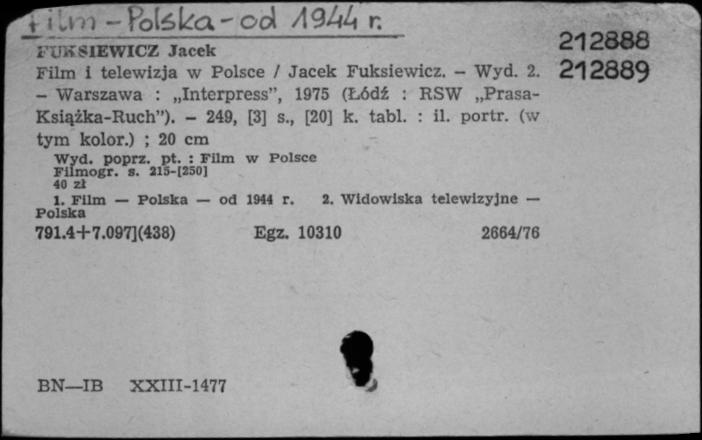 Film - Polska - od 1944 r.
FUKSIEWICZ Jacek
212888
Film i telewizja w Polsce / Jacek Fuksiewicz. – Wyd. 2.
212889
– Warszawa : „Interpress”, 1975 (Łódź : RSW „Prasa-
Książka-Ruch”). – 249, [3] s., [20] k. tabl. : il. portr. (w
tym kolor.) ; 20 cm
Wyd. poprz. pt. : Film w Polsce
Filmogr. s. 215-[250]
40 zł
1. Film — Polska — od 1944 r. 2. Widowiska telewizyjne —
Polska
791.4+7.097](438) Egz. 10310 2664/76
BN—IB XXIII-1477